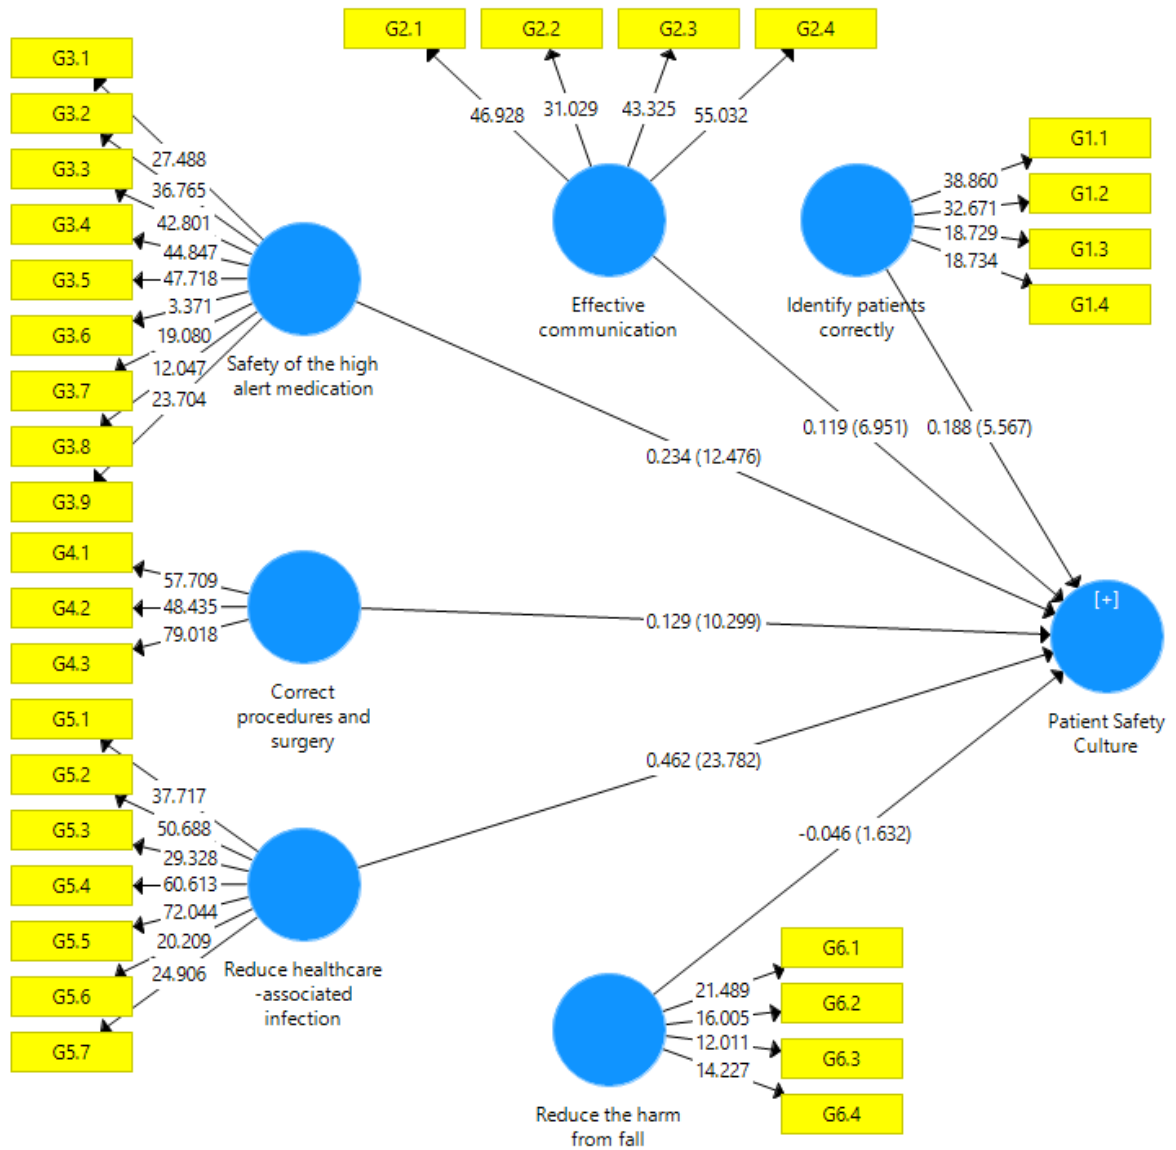 G2.1
G2.2
G2.3
G2.4
46.928
31.029
43.325
55.032
Effective
communication
G1.1
G1.2
G1.3
G1.4
38.860
32.671
18.729
18.734
Identify patients
correctly
G3.1
G3.2
G3.3
G3.4
G3.5
G3.6
G3.7
G3.8
G3.9
27.488
36.765
42.801
44.847
47.718
3.371
19.080
12.047
23.704
Safety of the high
alert medication
0.119 (6.951)
0.188 (5.567)
0.234 (12.476)
G4.1
G4.2
G4.3
57.709
48.435
79.018
Correct
procedures and
surgery
0.129 (10.299)
[+]
Patient Safety
Culture
G5.1
G5.2
G5.3
G5.4
G5.5
G5.6
G5.7
37.717
50.688
29.328
60.613
72.044
20.209
24.906
Reduce healthcare
-associated
infection
0.462 (23.782)
-0.046 (1.632)
G6.1
G6.2
G6.3
G6.4
21.489
16.005
12.011
14.227
Reduce the harm
from fall